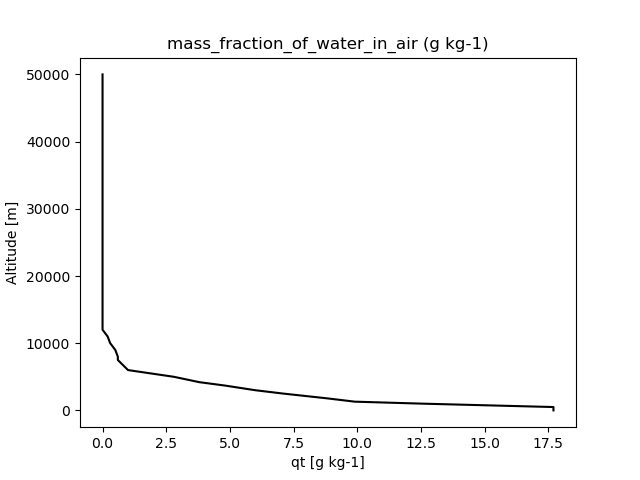 mass_fraction_of_water_in_air (g kg-1)
50000
40000
30000
20000
10000
0
Altitude [m]
0.0 2.5 5.0 7.5 10.0 12.5 15.0 17.5
qt [g kg-1]